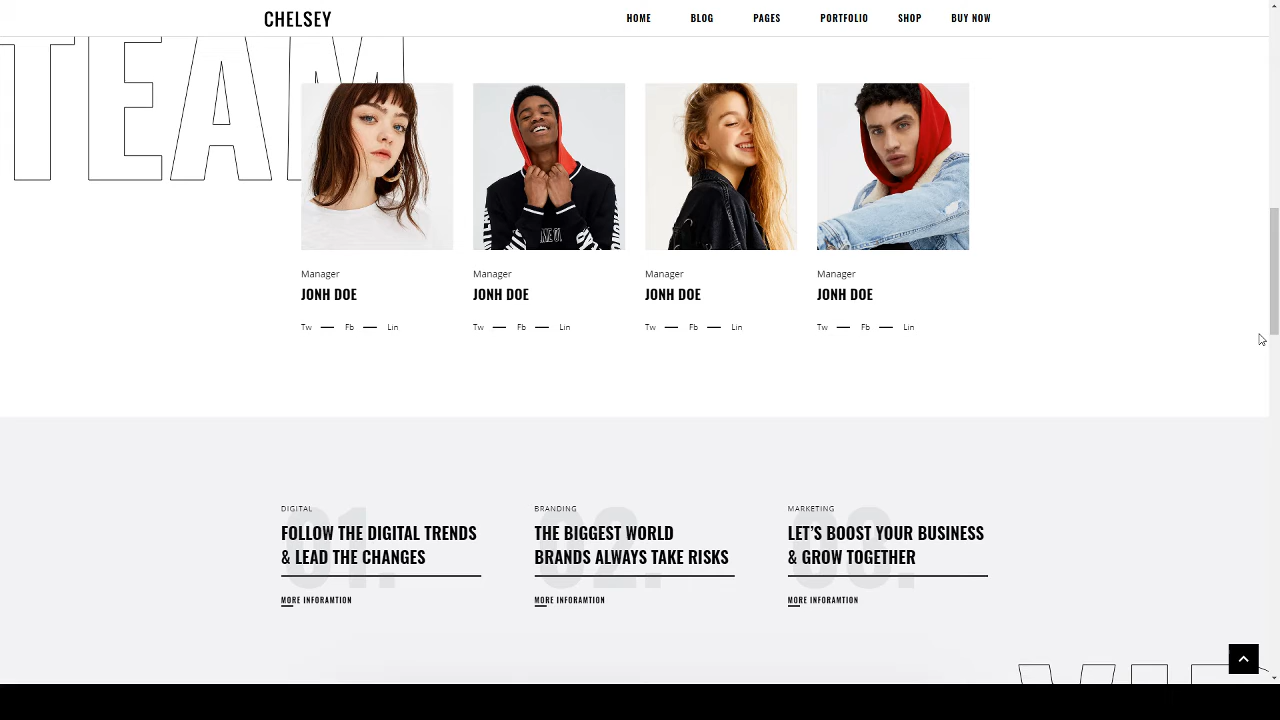 CHELSEY
HOME BLOG PAGES PORTFOLIO SHOP BUY NOW
TEAM
Manager
JONH DOE
Tw Fb Lin
Manager
JONH DOE
Tw Fb Lin
Manager
JONH DOE
Tw Fb Lin
Manager
JONH DOE
Tw Fb Lin
01.
DIGITAL
FOLLOW THE DIGITAL TRENDS
& LEAD THE CHANGES
MORE INFORAMTION
02.
BRANDING
THE BIGGEST WORLD
BRANDS ALWAYS TAKE RISKS
MORE INFORAMTION
03.
MARKETING
LET’S BOOST YOUR BUSINESS
& GROW TOGETHER
MORE INFORAMTION